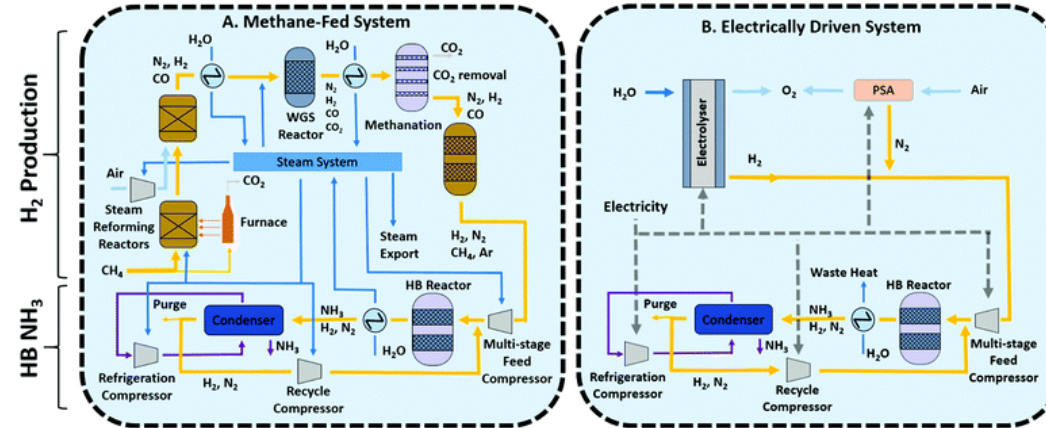 A. Methane-Fed System
H₂O
H₂O
CO₂
N₂, H₂
CO
CO₂ removal
N₂
H₂
CO
CO₂
N₂, H₂
CO
WGS
Reactor
Methanation
Steam System
Air
CO₂
Steam
Reforming
Reactors
Furnace
Steam
Export
H₂, N₂
CH₄, Ar
CH₄
H₂ Production
HB NH₃
Purge
Condenser
NH₃
H₂, N₂
HB Reactor
NH₃
H₂O
Multi-stage
Feed
Compressor
Refrigeration
Compressor
H₂, N₂
Recycle
Compressor
B. Electrically Driven System
H₂O
Electrolyser
O₂
PSA
Air
N₂
H₂
Electricity
Waste Heat
HB Reactor
Purge
Condenser
NH₃
H₂, N₂
NH₃
H₂O
Multi-stage
Feed
Compressor
Refrigeration
Compressor
H₂, N₂
Recycle
Compressor